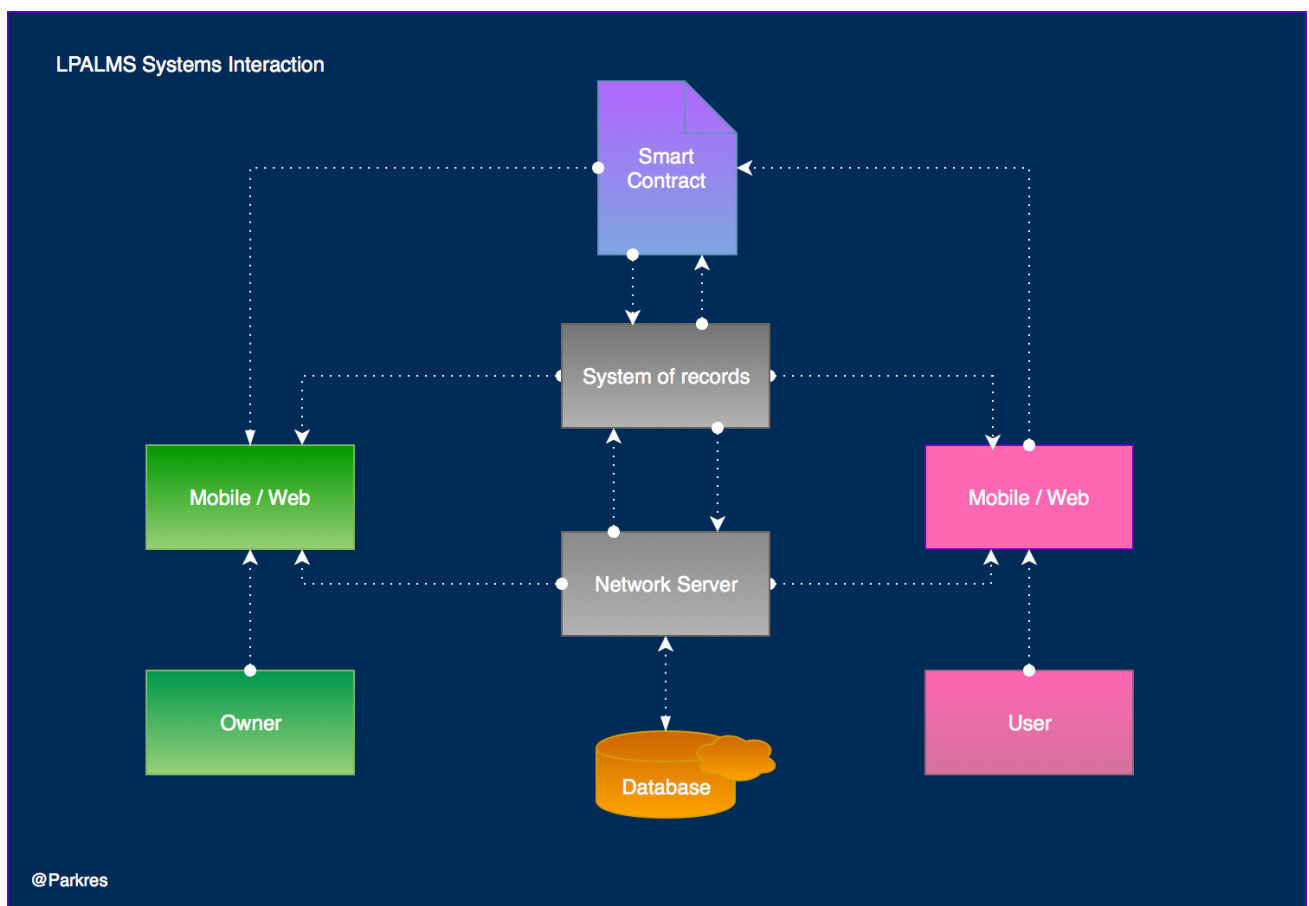 LPALMS Systems Interaction
Smart
Contract
System of records
Mobile / Web
Mobile / Web
Network Server
Owner
User
Database
@Parkres